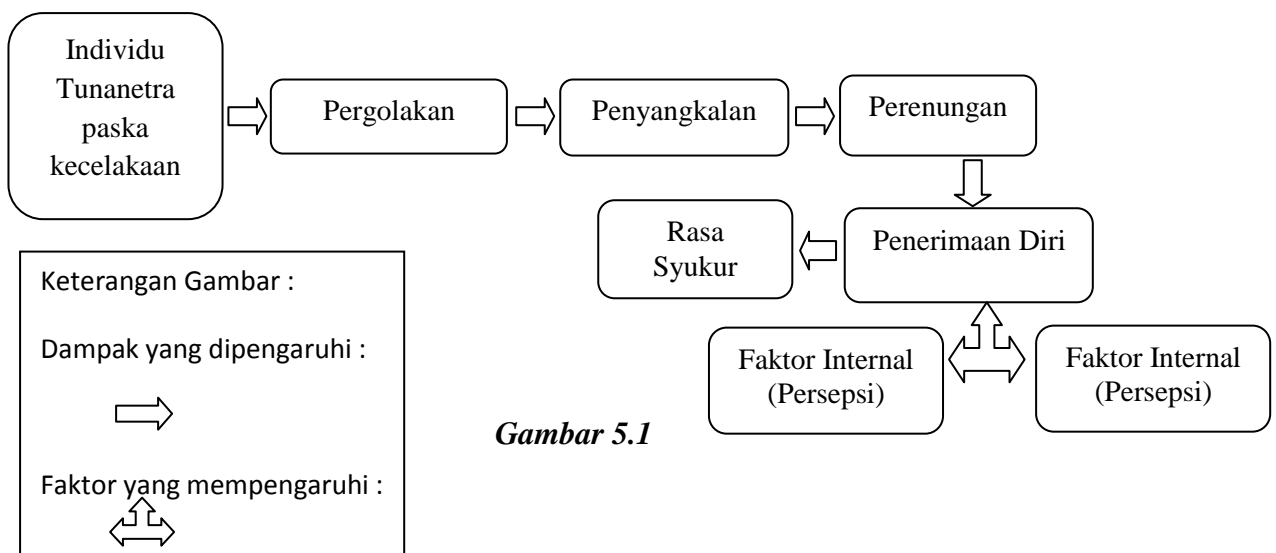 Individu
Tunanetra
paska
kecelakaan
Pergolakan
Penyangkalan
Perenungan
Rasa
Syukur
Penerimaan Diri
Faktor Internal
(Persepsi)
Faktor Internal
(Persepsi)
Keterangan Gambar :
Dampak yang dipengaruhi :
Faktor yang mempengaruhi :
Gambar 5.1